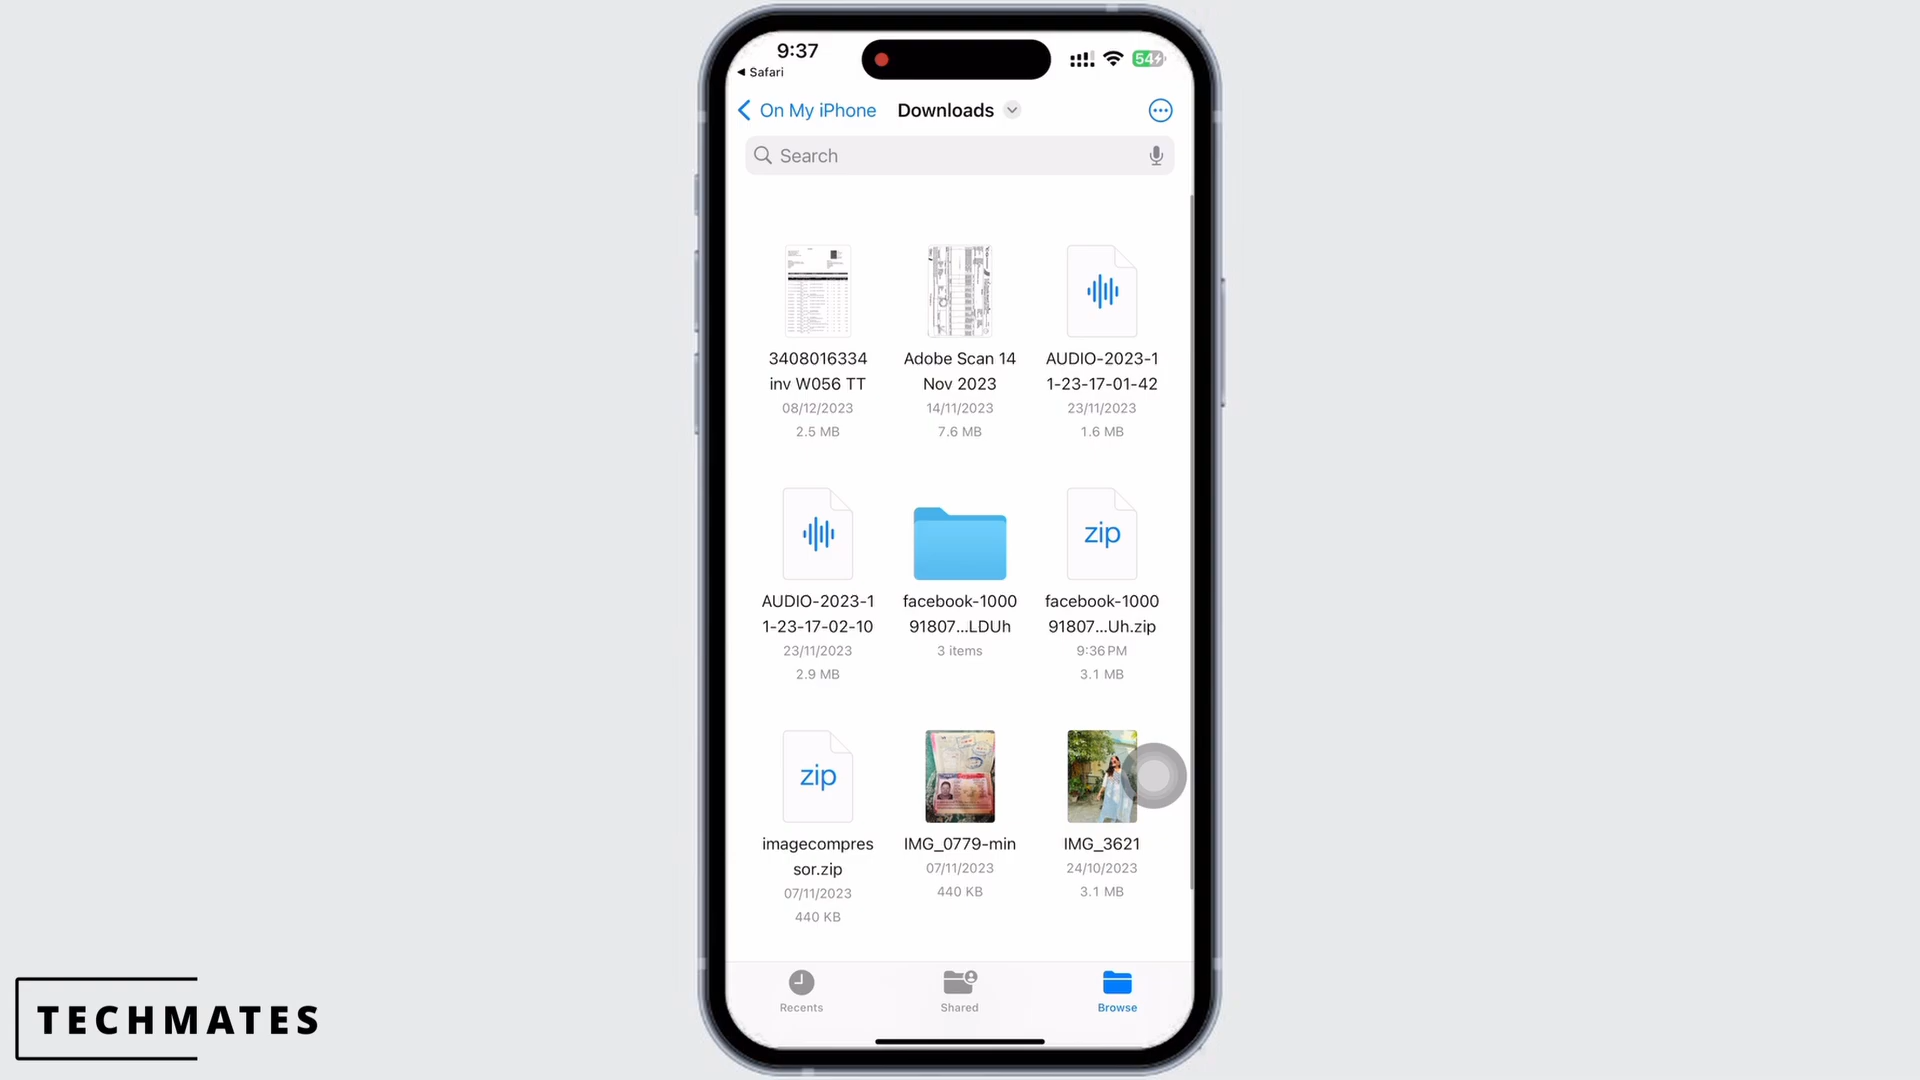 9:37
54
Safari
On My iPhone
Downloads
Search
3408016334
inv W056 TT
08/12/2023
2.5 MB
Adobe Scan 14
Nov 2023
14/11/2023
7.6 MB
AUDIO-2023-1
1-23-17-01-42
23/11/2023
1.6 MB
AUDIO-2023-1
1-23-17-02-10
23/11/2023
2.9 MB
facebook-1000
91807...LDUh
3 items
zip
facebook-1000
91807...Uh.zip
9:36 PM
3.1 MB
zip
imagecompres
sor.zip
07/11/2023
440 KB
IMG_0779-min
07/11/2023
440 KB
IMG_3621
24/10/2023
3.1 MB
Recents
Shared
Browse
TECHMATES